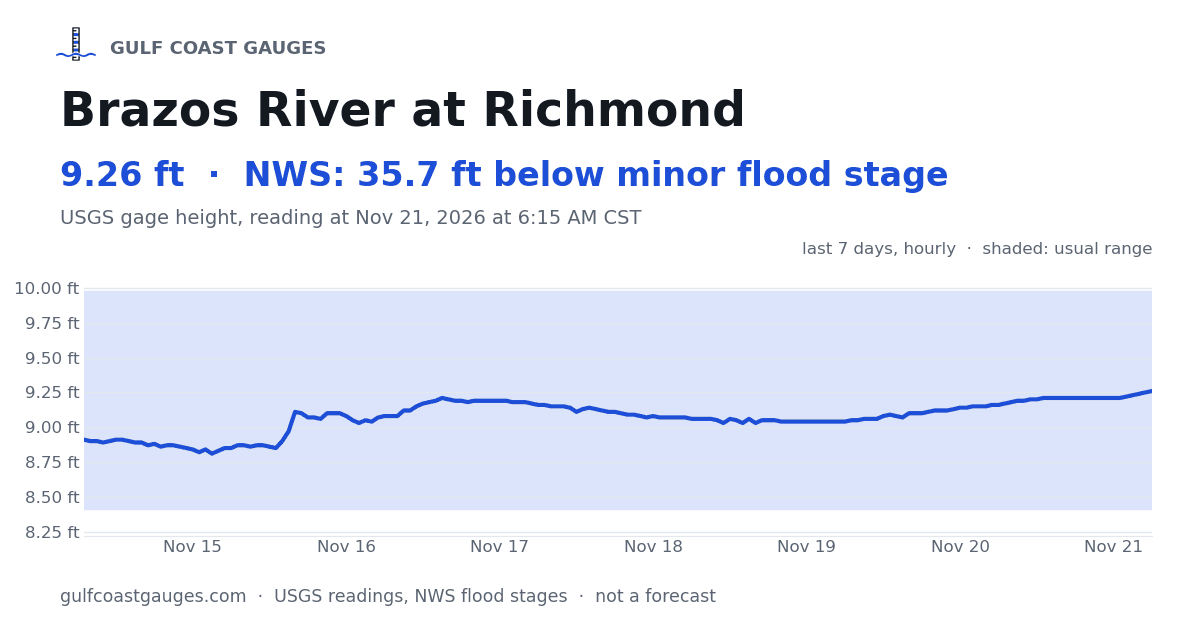 GULF COAST GAUGES
Brazos River at Richmond
9.26 ft · NWS: 35.7 ft below minor flood stage
USGS gage height, reading at Nov 21, 2026 at 6:15 AM CST
last 7 days, hourly · shaded: usual range
10.00 ft
9.75 ft
9.50 ft
9.25 ft
9.00 ft
8.75 ft
8.50 ft
8.25 ft
Nov 15 Nov 16 Nov 17 Nov 18 Nov 19 Nov 20 Nov 21
gulfcoastgauges.com · USGS readings, NWS flood stages · not a forecast